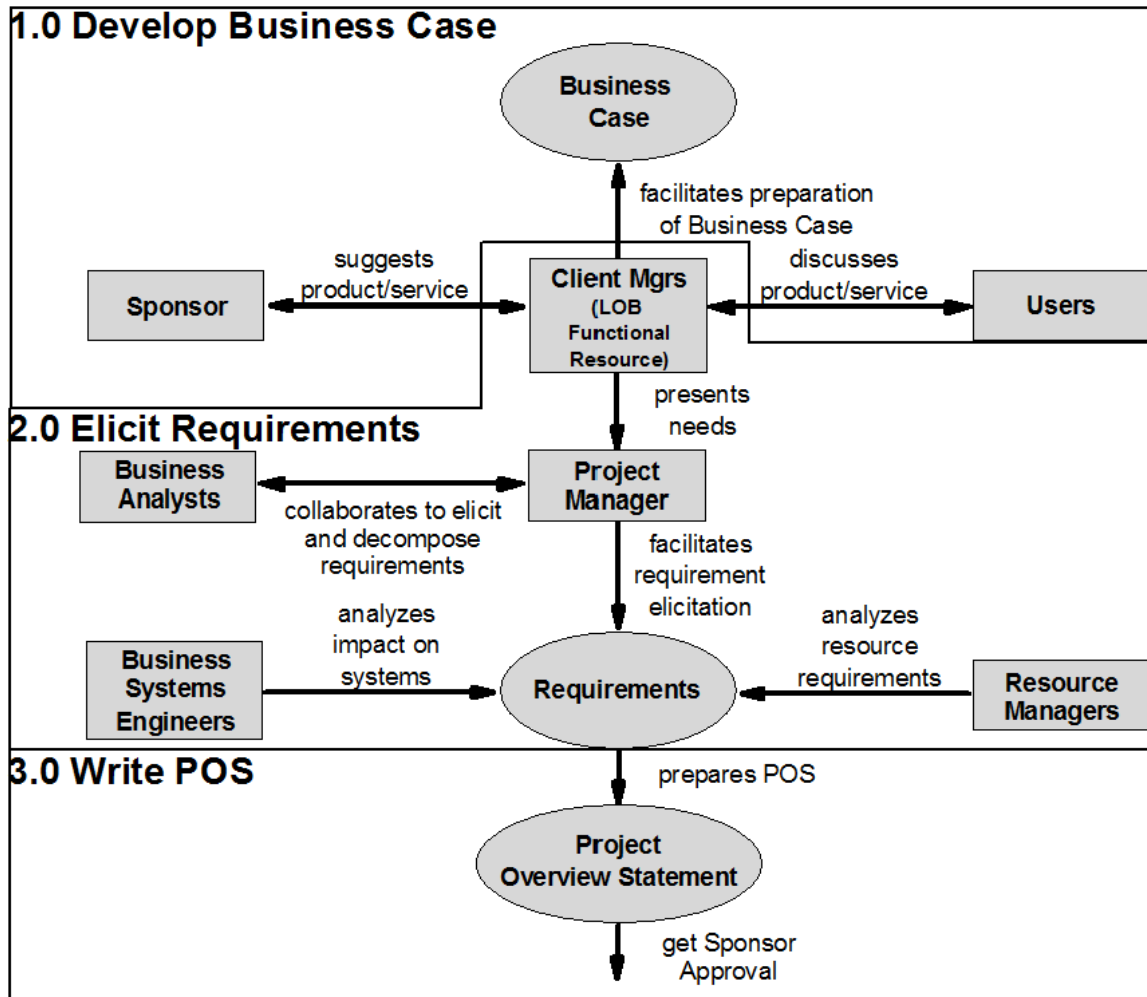 1.0 Develop Business Case
Business
Case
facilitates preparation
of Business Case
suggests
product/service
Sponsor
Client Mgrs
(LOB
Functional
Resource)
discusses
product/service
Users
presents
needs
2.0 Elicit Requirements
Business
Analysts
collaborates to elicit
and decompose
requirements
Project
Manager
facilitates
requirement
elicitation
analyzes
impact on
systems
Business
Systems
Engineers
Requirements
analyzes
resource
requirements
Resource
Managers
3.0 Write POS
prepares POS
Project
Overview Statement
get Sponsor
Approval